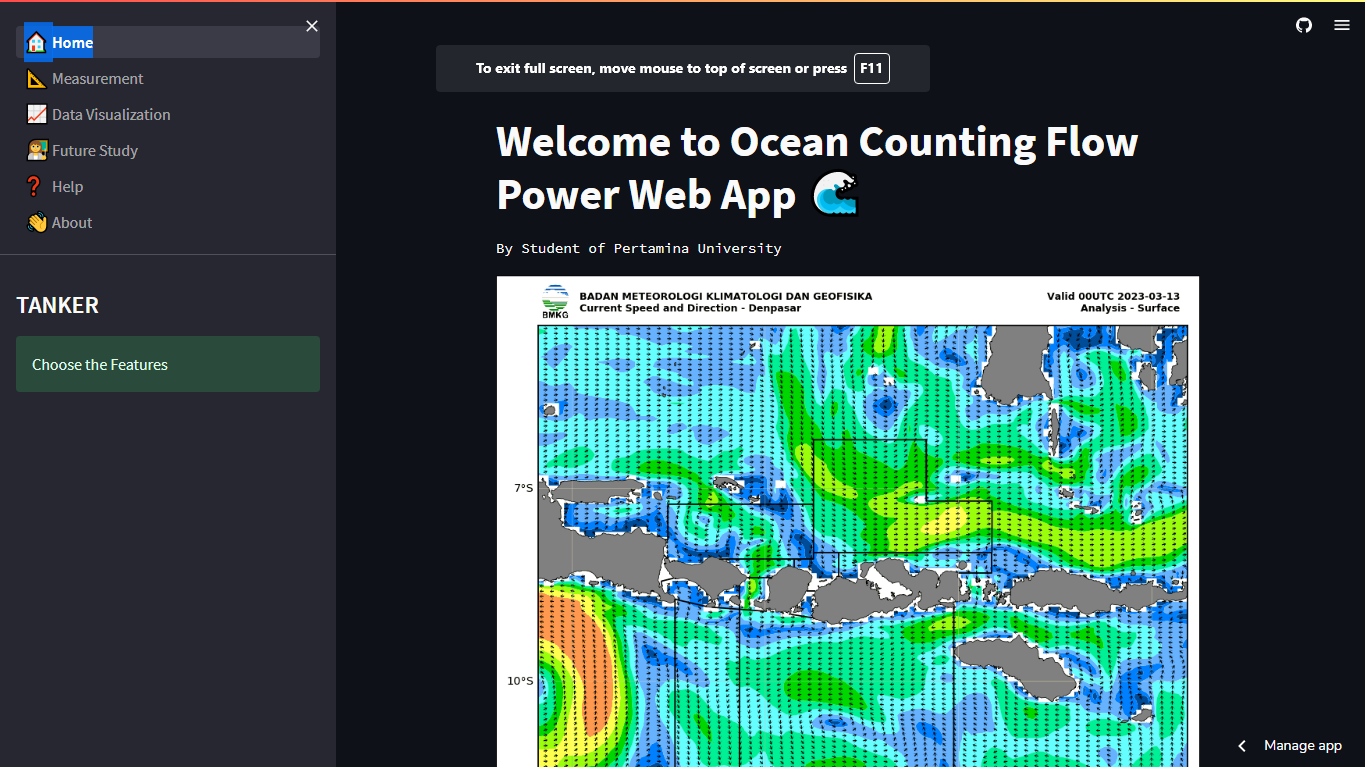 Home
Measurement
Data Visualization
Future Study
Help
About
TANKER
Choose the Features
To exit full screen, move mouse to top of screen or press F11
Welcome to Ocean Counting Flow
Power Web App
By Student of Pertamina University
BMKG
BADAN METEOROLOGI KLIMATOLOGI DAN GEOFISIKA
Current Speed and Direction - Denpasar
Valid 00UTC 2023-03-13
Analysis - Surface
7°S
10°S
Manage app